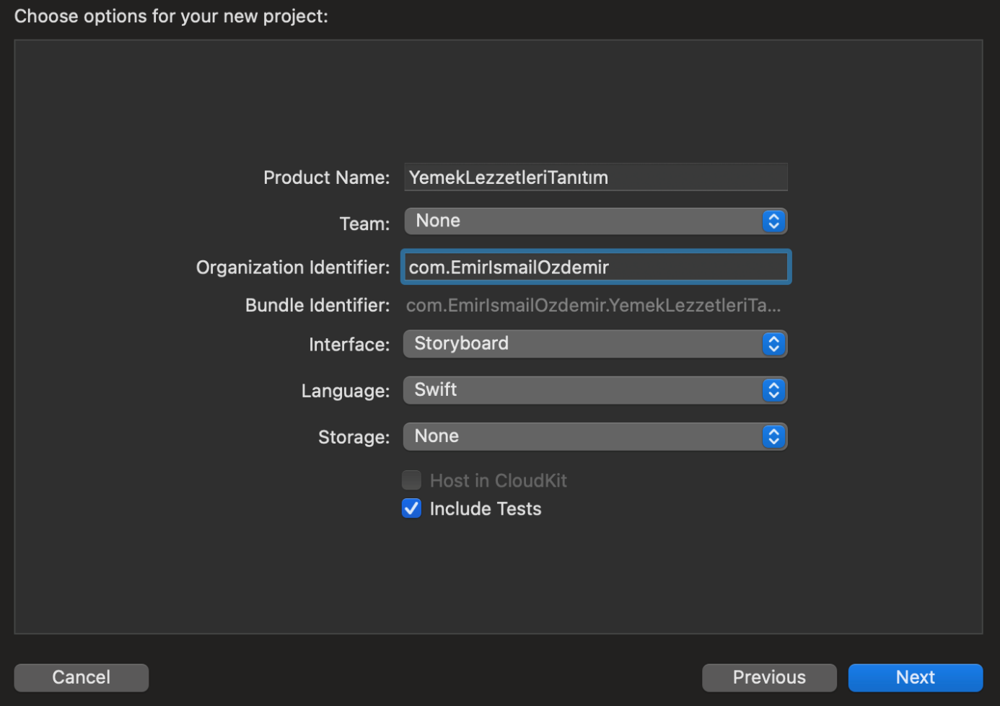 Choose options for your new project:
Product Name: YemekLezzetleriTanıtım
Team: None
Organization Identifier: com.EmirIsmailOzdemir
Bundle Identifier: com.EmirIsmailOzdemir.YemekLezzetleriTa...
Interface: Storyboard
Language: Swift
Storage: None
Host in CloudKit
Include Tests
Cancel Previous Next